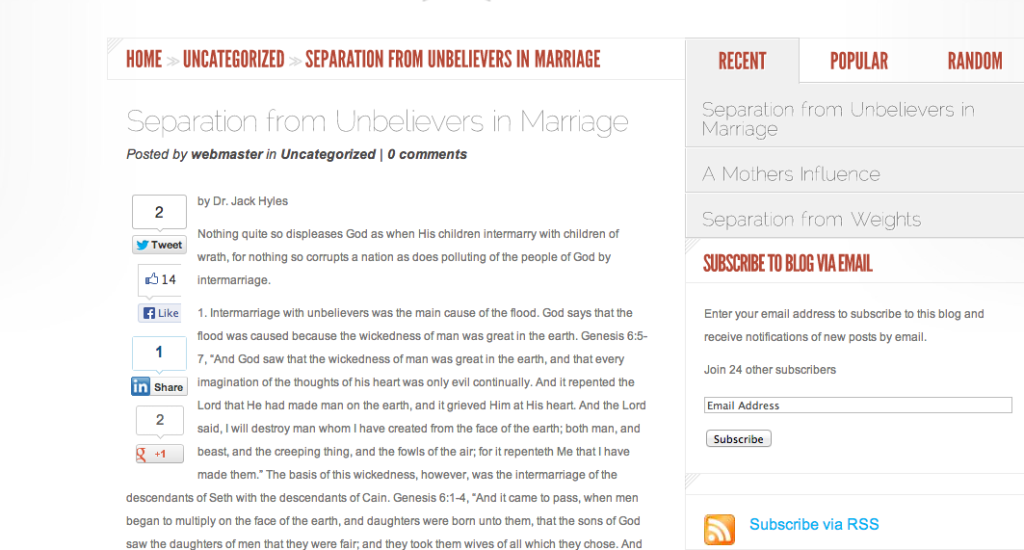 HOME >> UNCATEGORIZED >> SEPARATION FROM UNBELIEVERS IN MARRIAGE
Separation from Unbelievers in Marriage
Posted by webmaster in Uncategorized | 0 comments
2
Tweet
14
Like
1
in Share
2
+1
by Dr. Jack Hyles
Nothing quite so displeases God as when His children intermarry with children of
wrath, for nothing so corrupts a nation as does polluting of the people of God by
intermarriage.
1. Intermarriage with unbelievers was the main cause of the flood. God says that the
flood was caused because the wickedness of man was great in the earth. Genesis 6:5-
7, "And God saw that the wickedness of man was great in the earth, and that every
imagination of the thoughts of his heart was only evil continually. And it repented the
Lord that He had made man on the earth, and it grieved Him at His heart. And the Lord
said, I will destroy man whom I have created from the face of the earth; both man, and
beast, and the creeping thing, and the fowls of the air; for it repenteth Me that I have
made them." The basis of this wickedness, however, was the intermarriage of the
descendants of Seth with the descendants of Cain. Genesis 6:1-4, "And it came to pass, when men
began to multiply on the face of the earth, and daughters were born unto them, that the sons of God
saw the daughters of men that they were fair; and they took them wives of all which they chose. And
RECENT
POPULAR
RANDOM
Separation from Unbelievers in
Marriage
A Mothers Influence
Separation from Weights
SUBSCRIBE TO BLOG VIA EMAIL
Enter your email address to subscribe to this blog and
receive notifications of new posts by email.
Join 24 other subscribers
Email Address
Subscribe
Subscribe via RSS